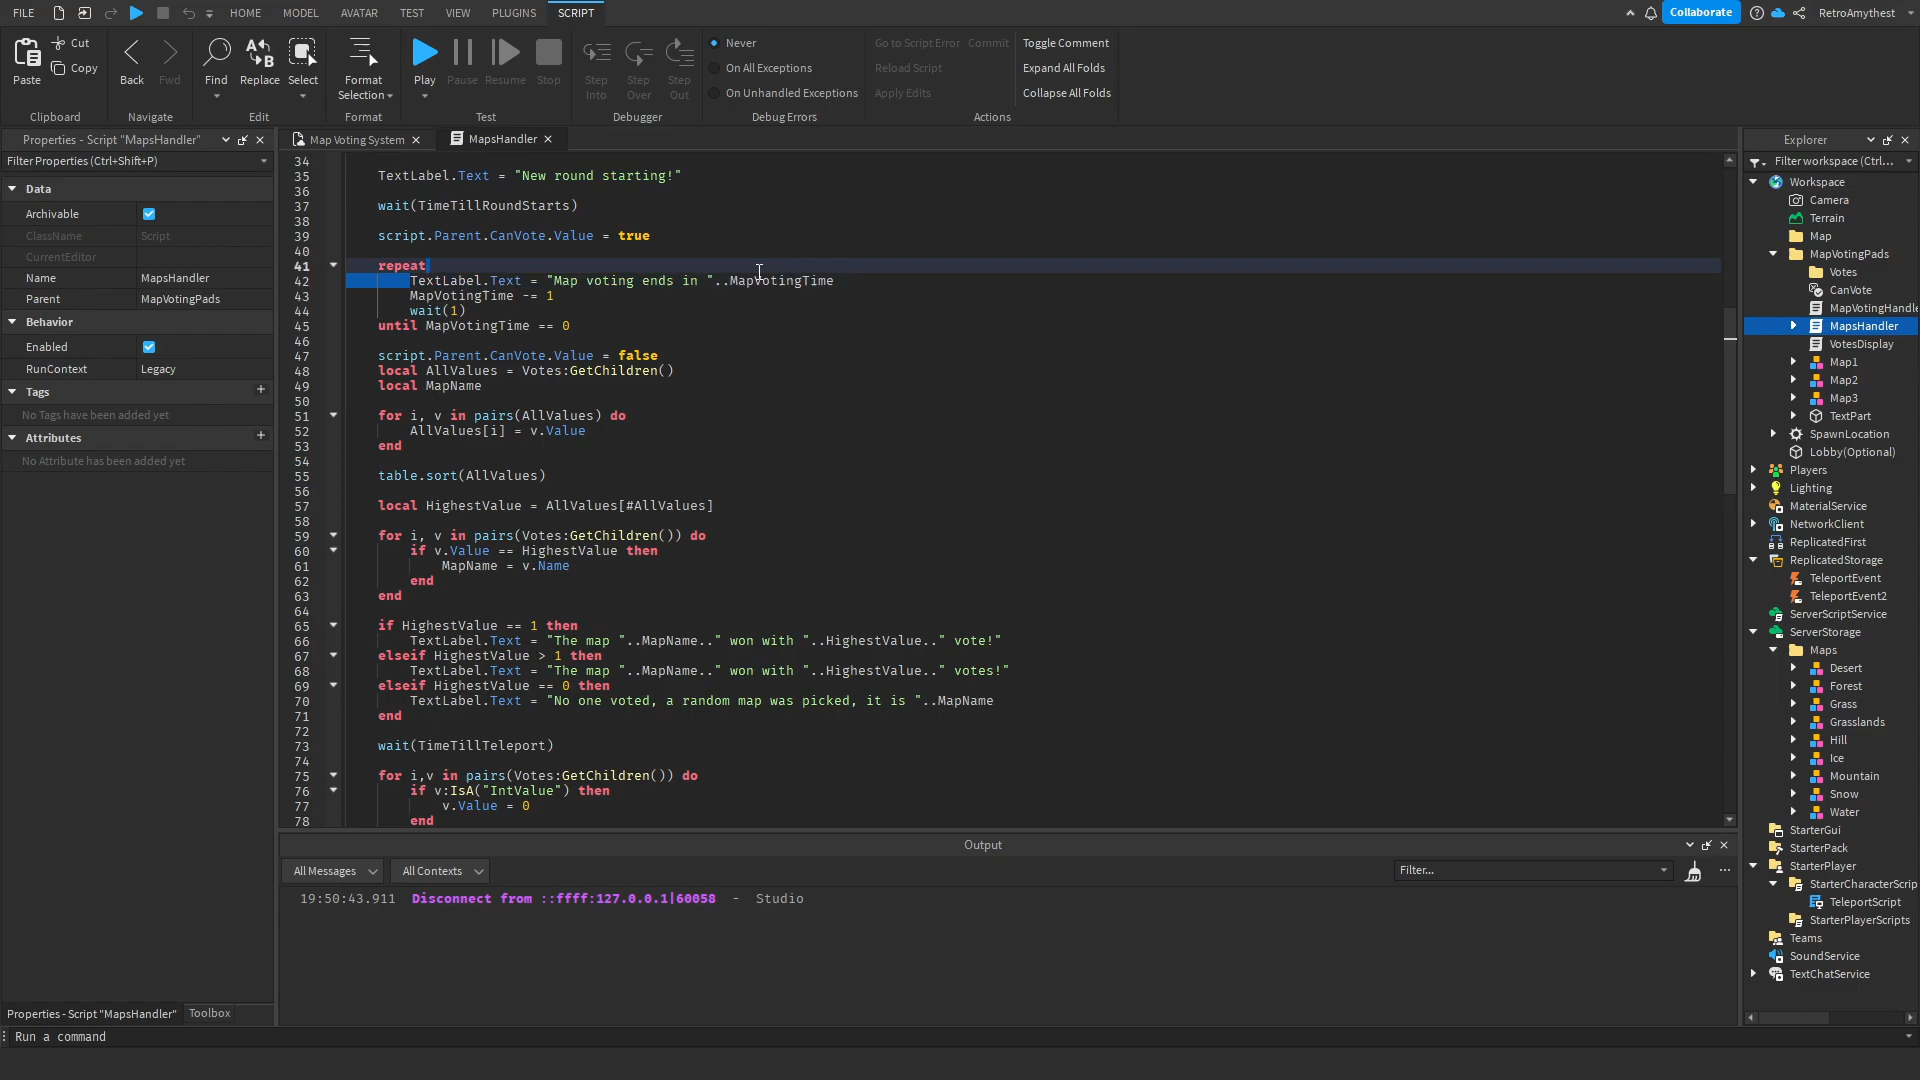 FILE HOME MODEL AVATAR TEST VIEW PLUGINS SCRIPT Collaborate RetroAmythest
Paste Cut Copy Clipboard
Back Fwd Navigate
Find Replace Select Edit
Format Selection Format
Play Pause Resume Stop Test
Step Into Step Over Step Out Debugger
Never
On All Exceptions
On Unhandled Exceptions
Debug Errors
Go to Script Error Commit
Reload Script
Apply Edits
Toggle Comment
Expand All Folds
Collapse All Folds
Actions
Properties - Script "MapsHandler"
Filter Properties (Ctrl+Shift+P)
Data
Archivable
ClassName Script
CurrentEditor
Name MapsHandler
Parent MapVotingPads
Behavior
Enabled
RunContext Legacy
Tags
No Tags have been added yet
Attributes
No Attribute has been added yet
Properties - Script "MapsHandler" Toolbox
Map Voting System MapsHandler
34
35 TextLabel.Text = "New round starting!"
36
37 wait(TimeTillRoundStarts)
38
39 script.Parent.CanVote.Value = true
40
41 repeat
42 TextLabel.Text = "Map voting ends in "..MapVotingTime
43 MapVotingTime -= 1
44 wait(1)
45 until MapVotingTime == 0
46
47 script.Parent.CanVote.Value = false
48 local AllValues = Votes:GetChildren()
49 local MapName
50
51 for i, v in pairs(AllValues) do
52 AllValues[i] = v.Value
53 end
54
55 table.sort(AllValues)
56
57 local HighestValue = AllValues[#AllValues]
58
59 for i, v in pairs(Votes:GetChildren()) do
60 if v.Value == HighestValue then
61 MapName = v.Name
62 end
63 end
64
65 if HighestValue == 1 then
66 TextLabel.Text = "The map "..MapName.." won with "..HighestValue.." vote!"
67 elseif HighestValue > 1 then
68 TextLabel.Text = "The map "..MapName.." won with "..HighestValue.." votes!"
69 elseif HighestValue == 0 then
70 TextLabel.Text = "No one voted, a random map was picked, it is "..MapName
71 end
72
73 wait(TimeTillTeleport)
74
75 for i,v in pairs(Votes:GetChildren()) do
76 if v:IsA("IntValue") then
77 v.Value = 0
78 end
Output
All Messages All Contexts Filter...
19:50:43.911 Disconnect from ::ffff:127.0.0.1|60058 - Studio
Explorer
Filter workspace (Ctrl...
Workspace
Camera
Terrain
Map
MapVotingPads
Votes
CanVote
MapVotingHandle
MapsHandler
VotesDisplay
Map1
Map2
Map3
TextPart
SpawnLocation
Lobby(Optional)
Players
Lighting
MaterialService
NetworkClient
ReplicatedFirst
ReplicatedStorage
TeleportEvent
TeleportEvent2
ServerScriptService
ServerStorage
Maps
Desert
Forest
Grass
Grasslands
Hill
Ice
Mountain
Snow
Water
StarterGui
StarterPack
StarterPlayer
StarterCharacterScrip
TeleportScript
StarterPlayerScripts
Teams
SoundService
TextChatService
Run a command